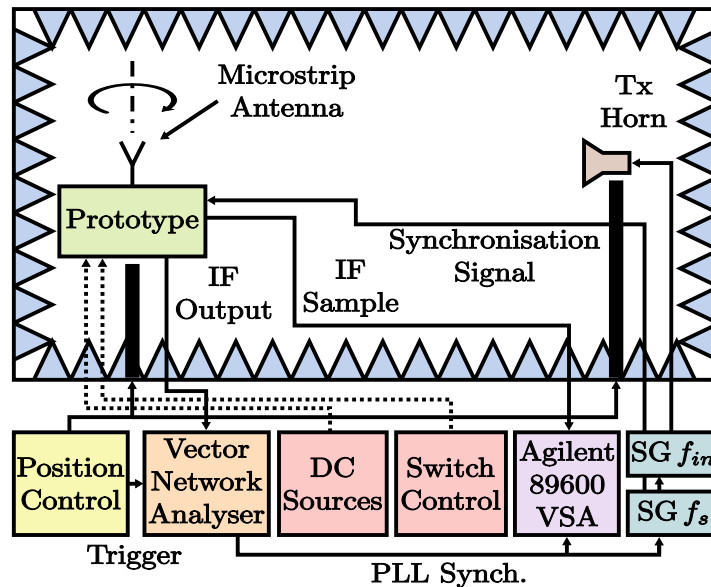 Microstrip
Antenna
Tx
Horn
Prototype
Synchronisation
Signal
IF
Output
IF
Sample
Position
Control
Vector
Network
Analyser
DC
Sources
Switch
Control
Agilent
89600
VSA
SG f_in
SG f_s
Trigger
PLL Synch.